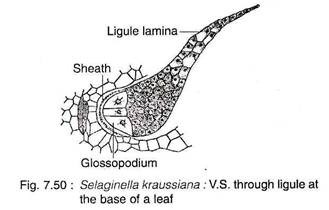 Ligule lamina
Sheath
Glossopodium
Fig. 7.50 : Selaginella kraussiana : V.S. through ligule at
the base of a leaf